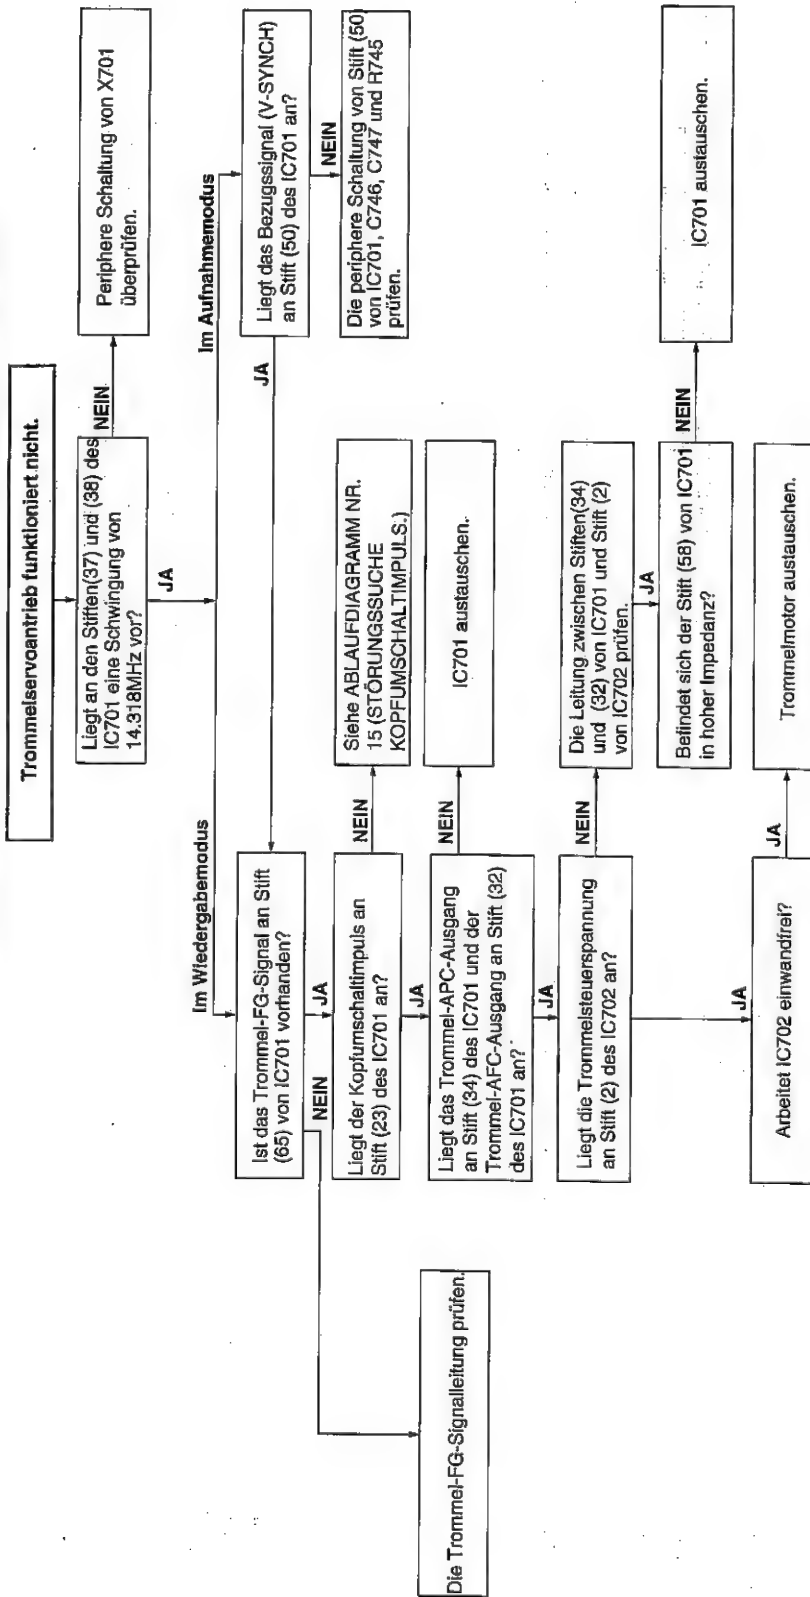 Trommelservoantrieb funktioniert nicht.
Liegt an den Stiften(37) und (38) des
IC701 eine Schwingung von
14.318MHz vor?
NEIN
Periphere Schaltung von X701
überprüfen.
JA
Im Wiedergabemodus
Im Aufnahmemodus
Ist das Trommel-FG-Signal an Stift
(65) von IC701 vorhanden?
JA
Liegt das Bezugssignal (V-SYNCH)
an Stift (50) des IC701 an?
NEIN
Die periphere Schaltung von Stift (50)
von IC701, C746, C747 und R745
prüfen.
NEIN
JA
Die Trommel-FG-Signalleitung prüfen.
Liegt der Kopfumschaltimpuls an
Stift (23) des IC701 an?
NEIN
Siehe ABLAUFDIAGRAMM NR.
15 (STÖRUNGSSUCHE
KOPFUMSCHALTIMPULS.)
JA
Liegt das Trommel-APC-Ausgang
an Stift (34) des IC701 und der
Trommel-AFC-Ausgang an Stift (32)
des IC701 an?
NEIN
IC701 austauschen.
JA
Liegt die Trommelsteuerspannung
an Stift (2) des IC702 an?
NEIN
Die Leitung zwischen Stiften(34)
und (32) von IC701 und Stift (2)
von IC702 prüfen.
JA
Befindet sich der Stift (58) von IC701
in hoher Impedanz?
NEIN
IC701 austauschen.
JA
Arbeitet IC702 einwandfrei?
JA
Trommelmotor austauschen.